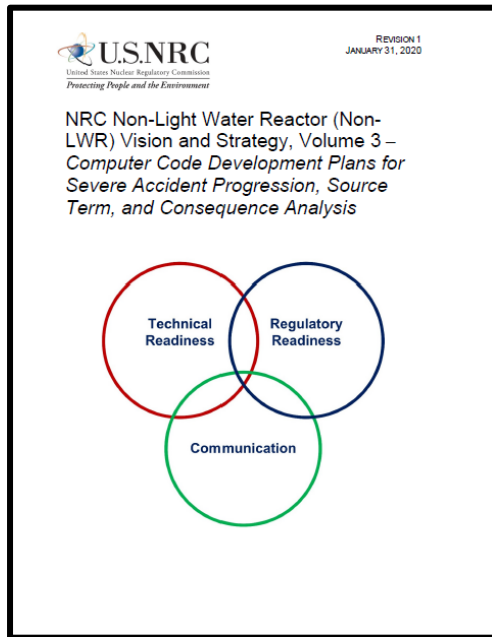 REVISION 1
JANUARY 31, 2020
U.S.NRC
United States Nuclear Regulatory Commission
Protecting People and the Environment
NRC Non-Light Water Reactor (Non-
LWR) Vision and Strategy, Volume 3 –
Computer Code Development Plans for
Severe Accident Progression, Source
Term, and Consequence Analysis
Technical
Readiness
Regulatory
Readiness
Communication